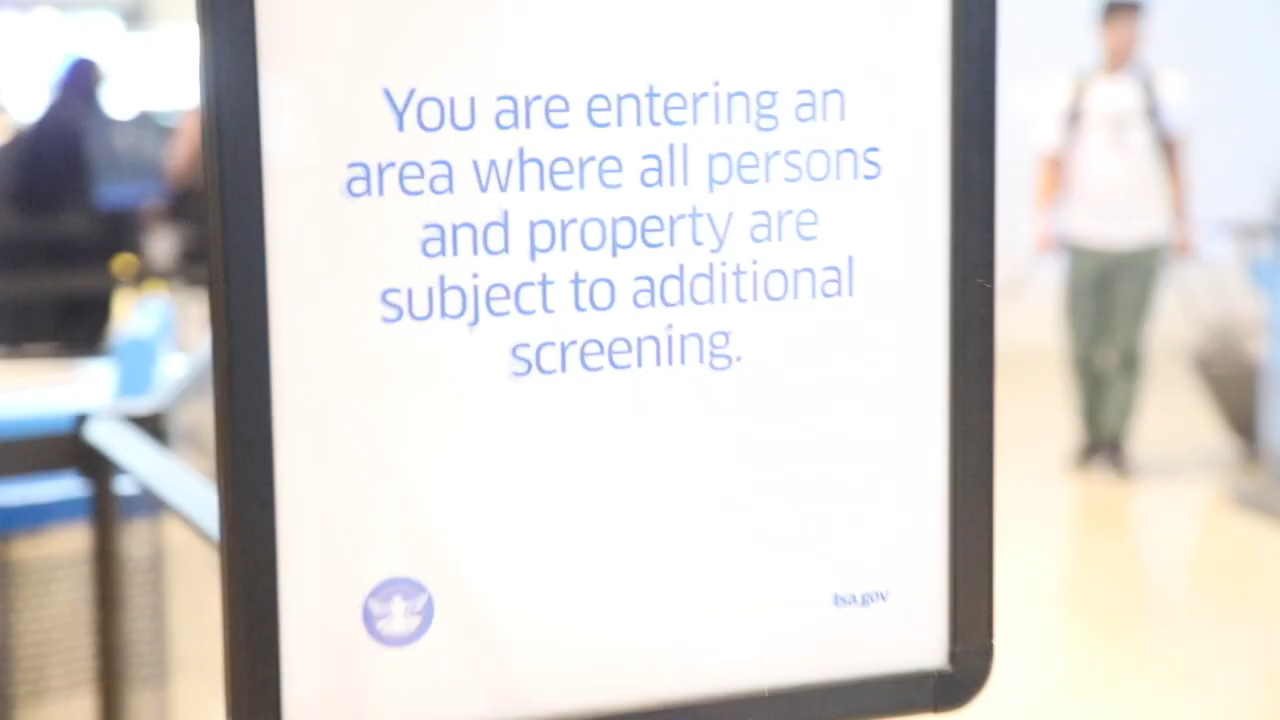 You are entering an
area where all persons
and property are
subject to additional
screening.
tsa.gov